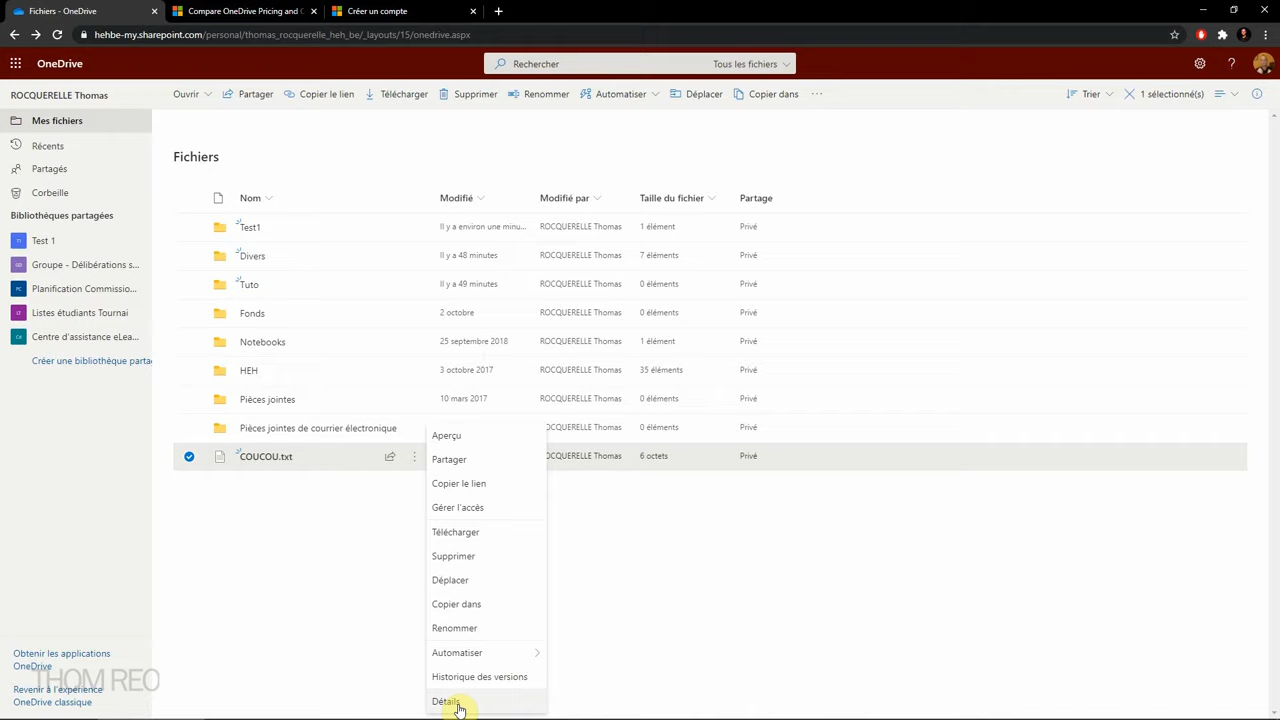 Fichiers - OneDrive
Compare OneDrive Pricing and
Créer un compte
hehbe-my.sharepoint.com/personal/thomas_rocquerelle_heh_be/_layouts/15/onedrive.aspx
OneDrive
Rechercher
Tous les fichiers
ROCQUERELLE Thomas
Ouvrir
Partager
Copier le lien
Télécharger
Supprimer
Renommer
Automatiser
Déplacer
Copier dans
Trier
1 sélectionné(s)
Mes fichiers
Récents
Partagés
Corbeille
Bibliothèques partagées
TI Test 1
GD Groupe - Délibérations s...
PC Planification Commissio...
LT Listes étudiants Tournai
Cé Centre d'assistance eLea...
Créer une bibliothèque partag
Obtenir les applications
OneDrive
Revenir à l'expérience
OneDrive classique
THOM REO
Fichiers
Nom Modifié Modifié par Taille du fichier Partage
Test1 Il y a environ une minu... ROCQUERELLE Thomas 1 élément Privé
Divers Il y a 48 minutes ROCQUERELLE Thomas 7 éléments Privé
Tuto Il y a 49 minutes ROCQUERELLE Thomas 0 éléments Privé
Fonds 2 octobre ROCQUERELLE Thomas 0 éléments Privé
Notebooks 25 septembre 2018 ROCQUERELLE Thomas 1 élément Privé
HEH 3 octobre 2017 ROCQUERELLE Thomas 35 éléments Privé
Pièces jointes 10 mars 2017 ROCQUERELLE Thomas 0 éléments Privé
Pièces jointes de courrier électronique ROCQUERELLE Thomas 0 éléments Privé
COUCOU.txt ROCQUERELLE Thomas 6 octets Privé
Aperçu
Partager
Copier le lien
Gérer l'accès
Télécharger
Supprimer
Déplacer
Copier dans
Renommer
Automatiser
Historique des versions
Détails